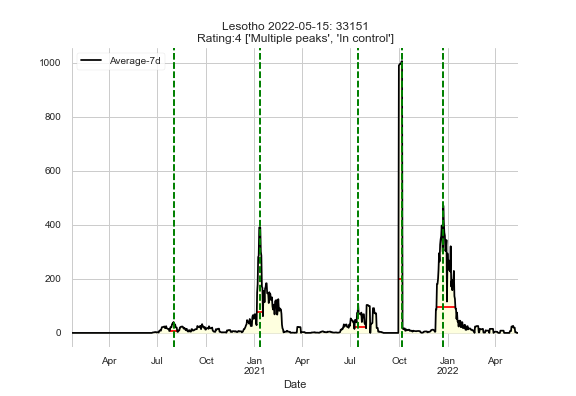 Lesotho 2022-05-15: 33151
Rating:4 ['Multiple peaks', 'In control']
Average-7d
1000
800
600
400
200
0
Apr Jul Oct Jan Apr Jul Oct Jan Apr
2021 2022
Date